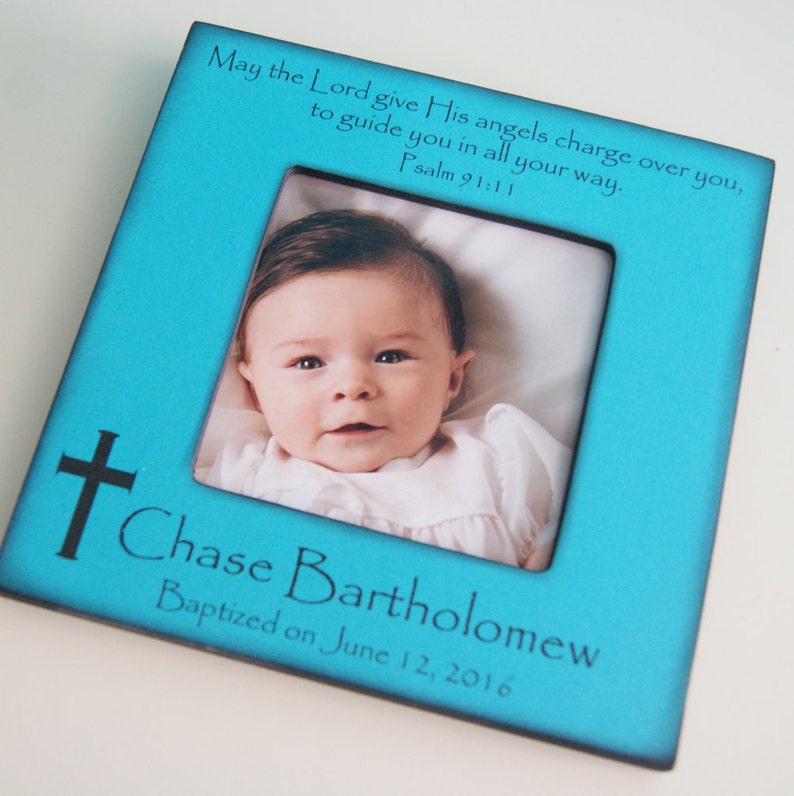 May the Lord give His angels charge over you,
to guide you in all your way.
Psalm 91:11
Chase Bartholomew
Baptized on June 12, 2016